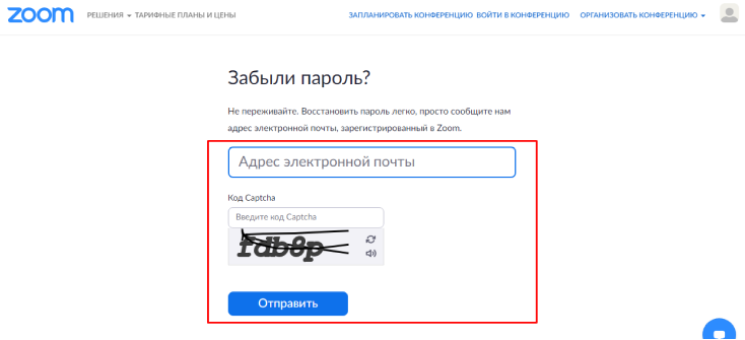 zoom
РЕШЕНИЯ ТАРИФНЫЕ ПЛАНЫ И ЦЕНЫ ЗАПЛАНИРОВАТЬ КОНФЕРЕНЦИЮ ВОЙТИ В КОНФЕРЕНЦИЮ ОРГАНИЗОВАТЬ КОНФЕРЕНЦИЮ
Забыли пароль?
Не переживайте. Восстановить пароль легко, просто сообщите нам
адрес электронной почты, зарегистрированный в Zoom.
Адрес электронной почты
Код Captcha
Введите код Captcha
fdb8p
Отправить